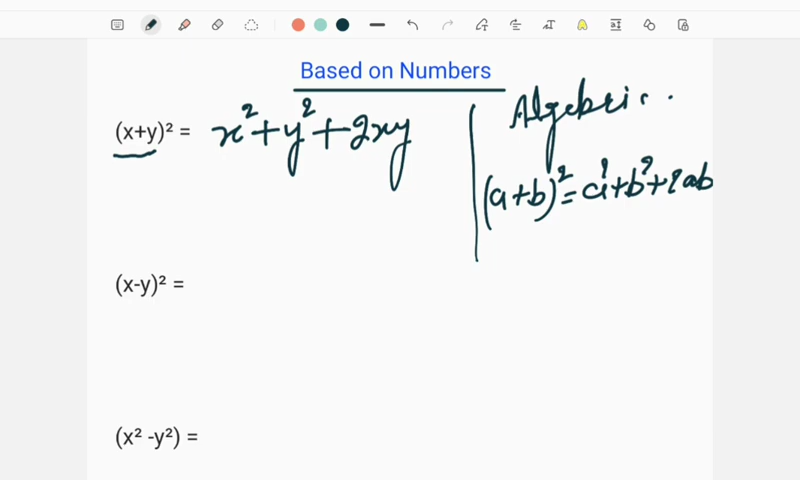 Based on Numbers
(x+y)² = x²+y²+2xy
Algebric.
(a+b)² = a²+b²+2ab
(x-y)² =
(x² -y²) =